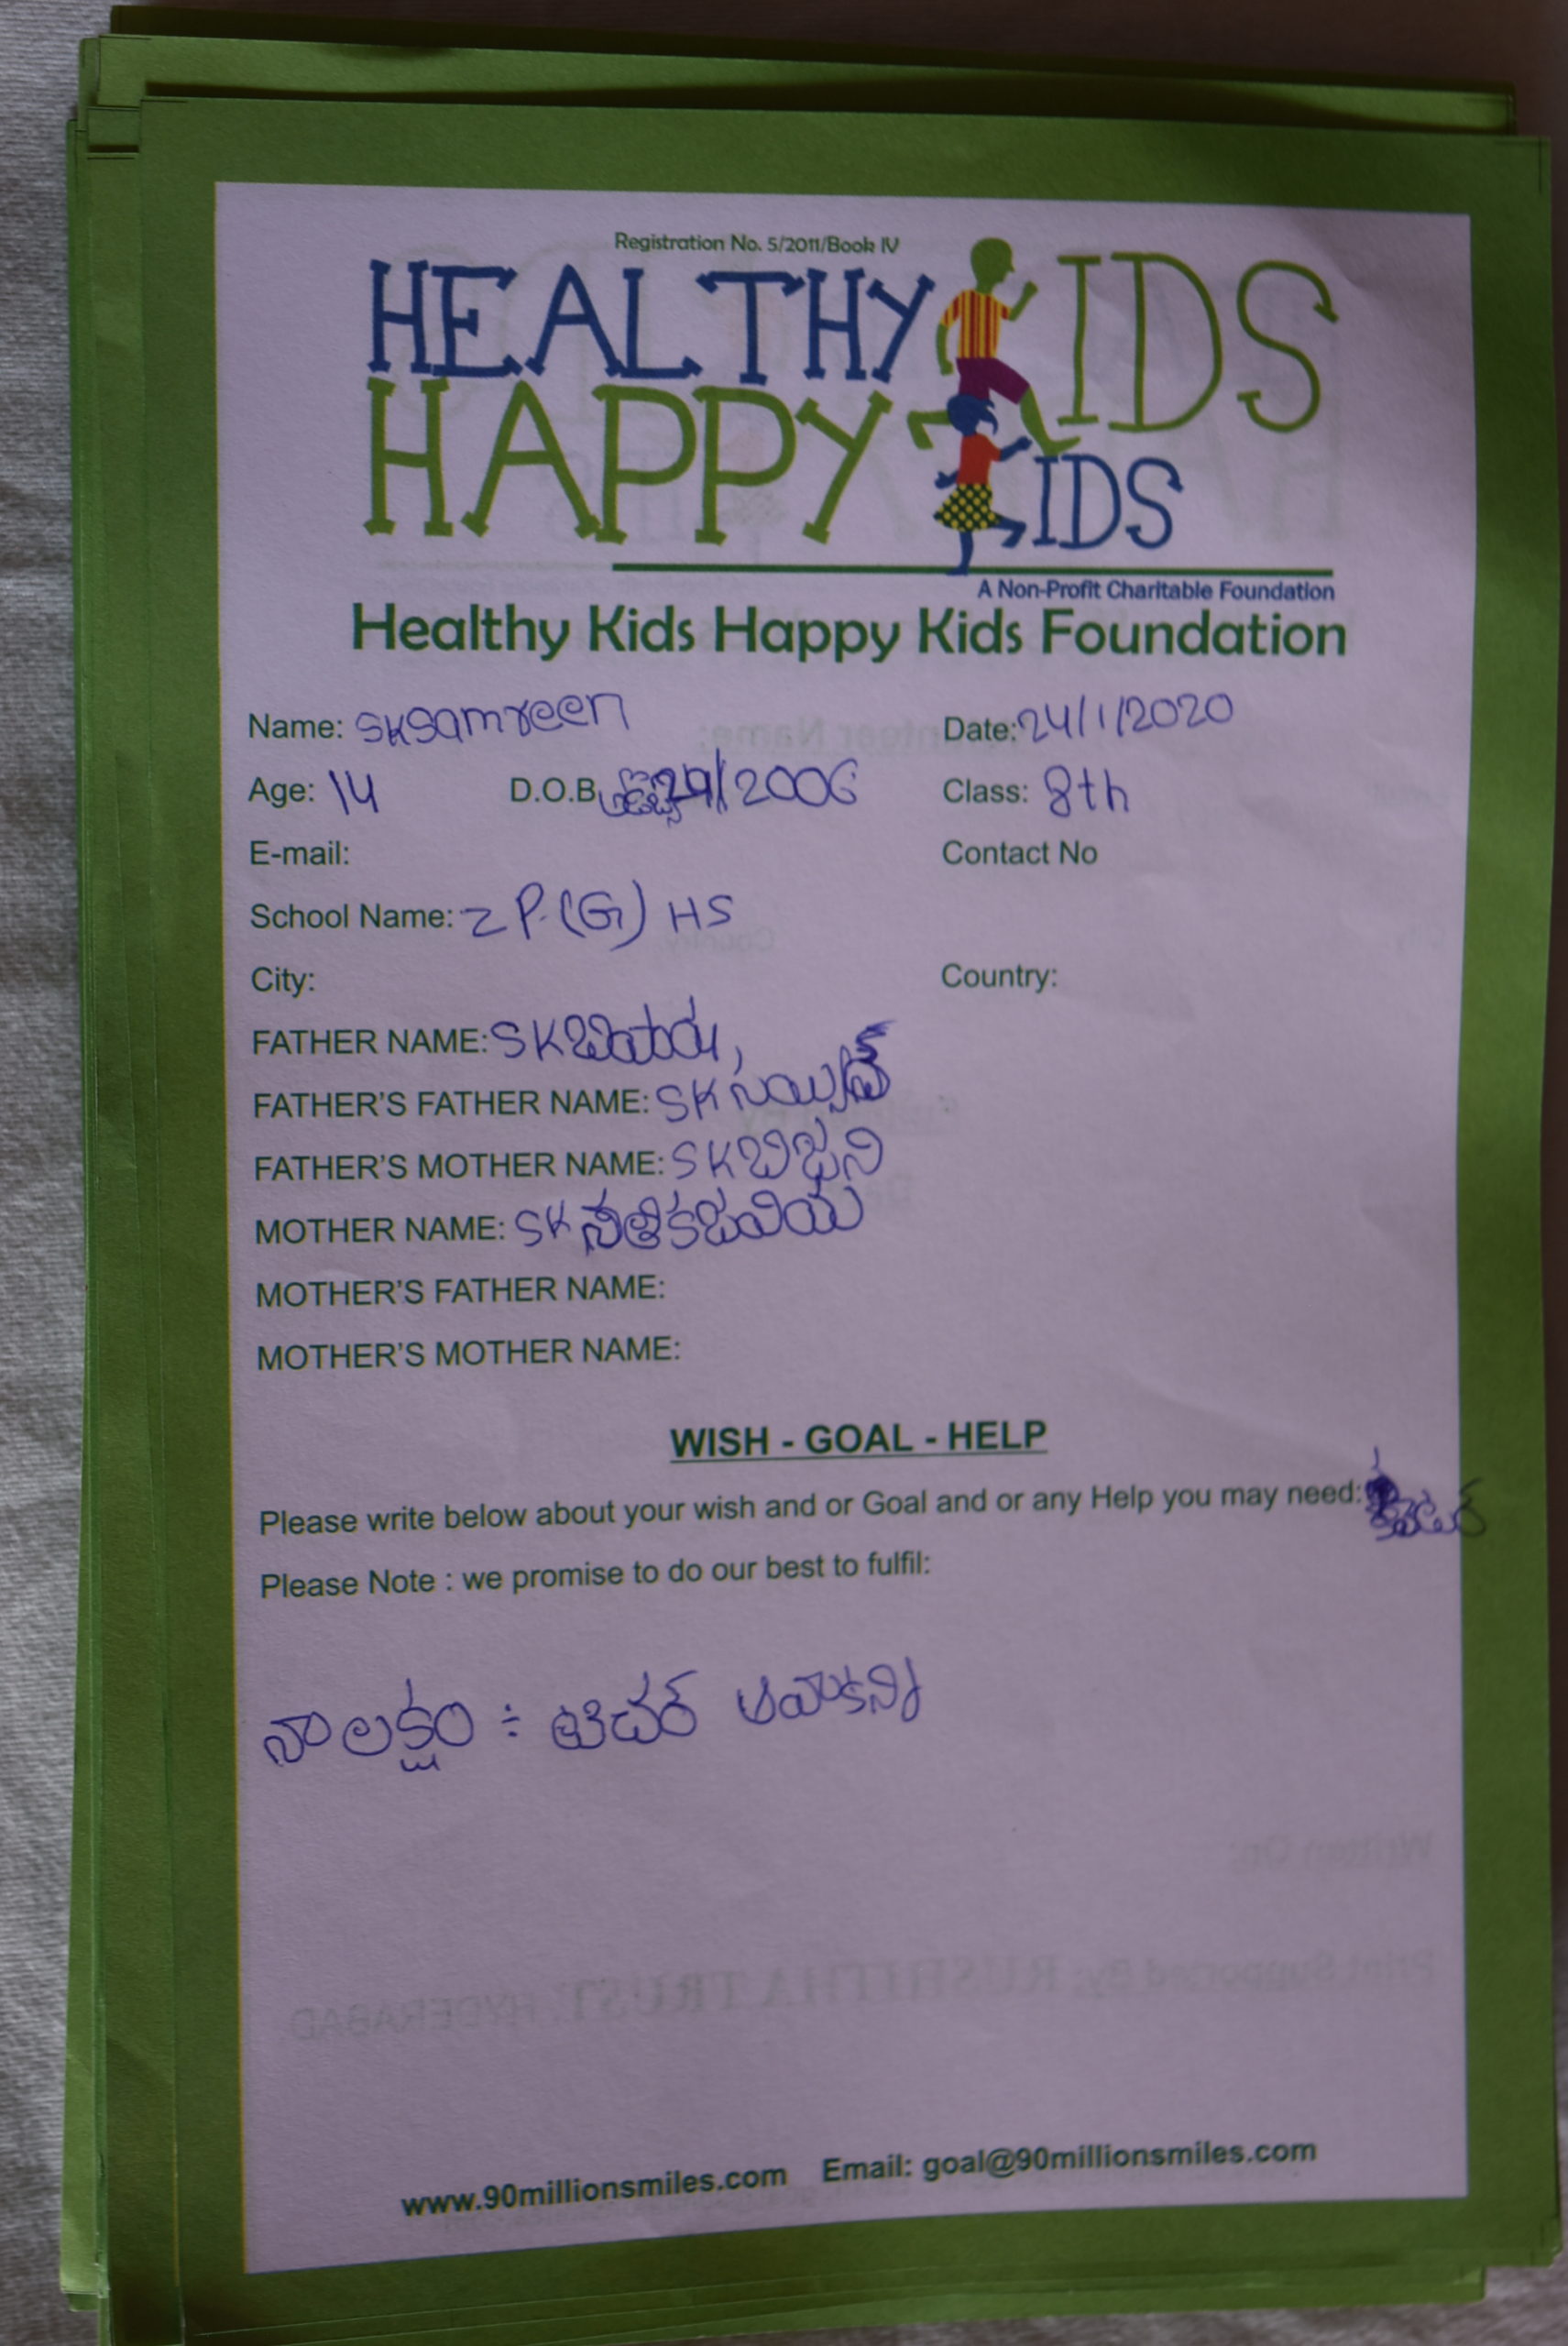 Registration No. 5/2011/Book IV
HEALTHY KIDS
HAPPY KIDS
A Non-Profit Charitable Foundation
Healthy Kids Happy Kids Foundation
Name: SKSamreen Date: 24/1/2020
Age: 14 D.O.B 29/2006 Class: 8th
E-mail: Contact No
School Name: Z P.(G) HS
City: Country:
FATHER NAME: SK
FATHER'S FATHER NAME: SK
FATHER'S MOTHER NAME: SK
MOTHER NAME: SK
MOTHER'S FATHER NAME:
MOTHER'S MOTHER NAME:
WISH - GOAL - HELP
Please write below about your wish and or Goal and or any Help you may need:
Please Note : we promise to do our best to fulfil:
నా లక్షం ÷ టిచర్
www.90millionsmiles.com Email: goal@90millionsmiles.com